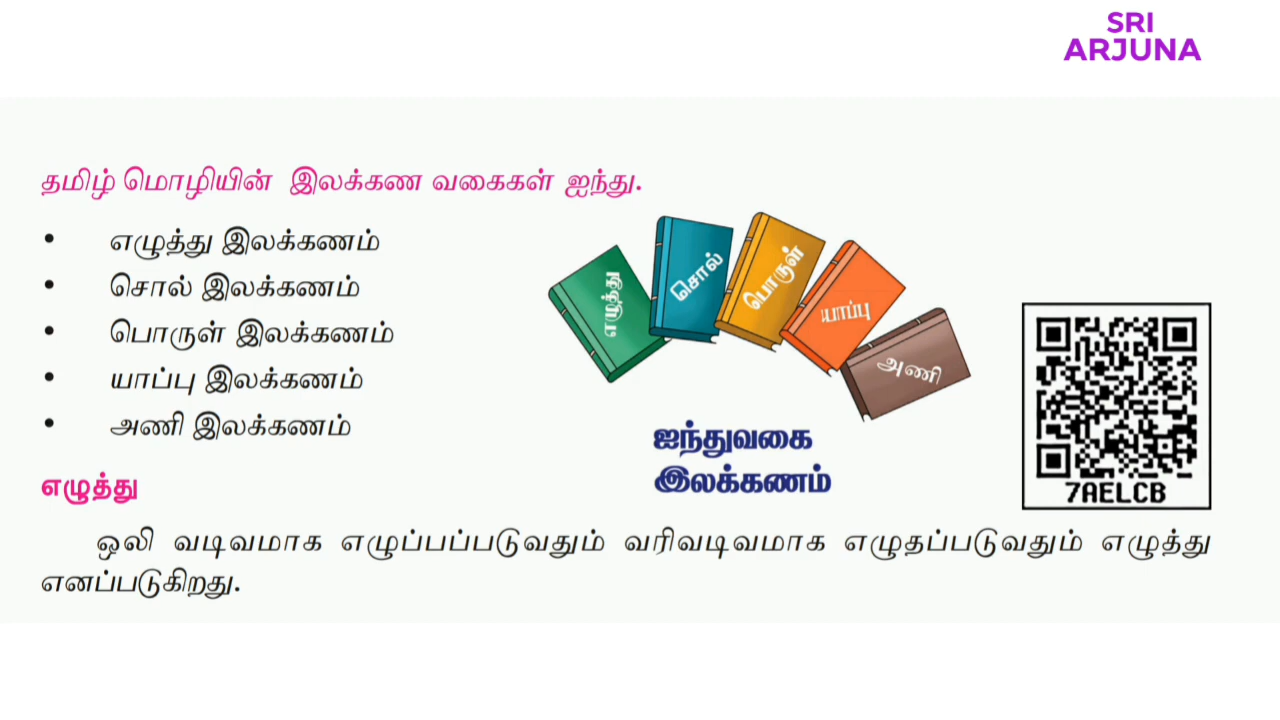 SRI
ARJUNA
தமிழ் மொழியின் இலக்கண வகைகள் ஐந்து.
• எழுத்து இலக்கணம்
• சொல் இலக்கணம்
• பொருள் இலக்கணம்
• யாப்பு இலக்கணம்
• அணி இலக்கணம்
எழுத்து
சொல்
பொருள்
யாப்பு
அணி
ஐந்துவகை
இலக்கணம்
7AELCB
எழுத்து
ஒலி வடிவமாக எழுப்பப்படுவதும் வரிவடிவமாக எழுதப்படுவதும் எழுத்து
எனப்படுகிறது.